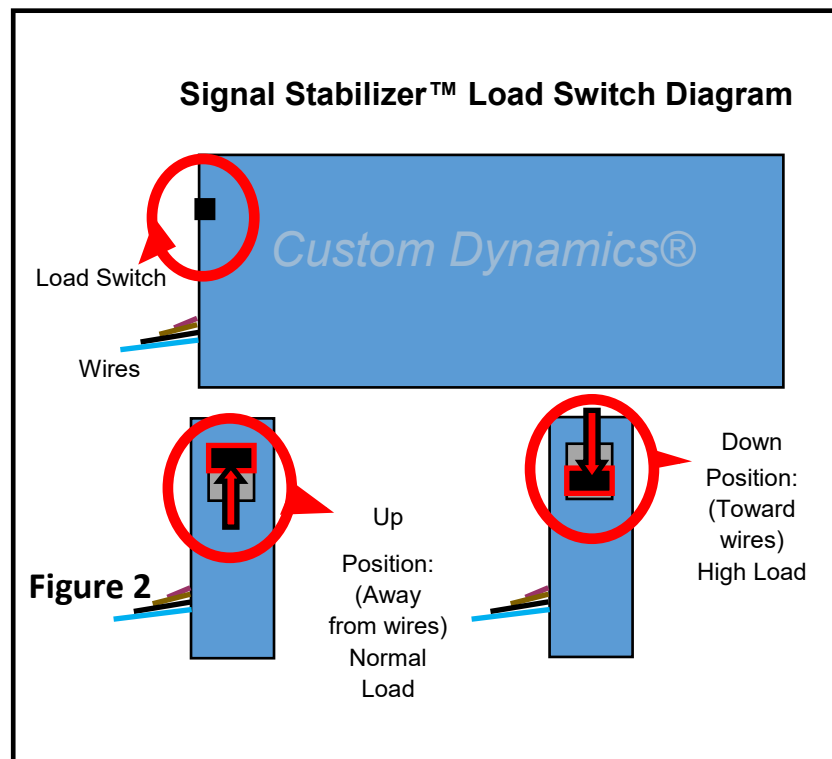 Signal Stabilizer™ Load Switch Diagram
Custom Dynamics®
Load Switch
Wires
Up
Position:
(Away
from wires)
Normal
Load
Down
Position:
(Toward
wires)
High Load
Figure 2